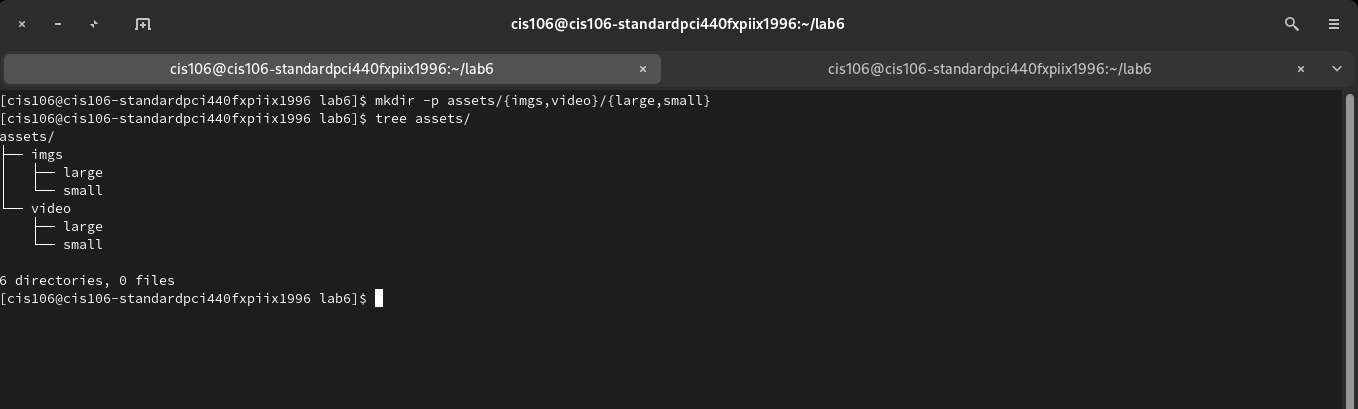 cis106@cis106-standardpci440fxpiix1996:~/lab6
cis106@cis106-standardpci440fxpiix1996:~/lab6
cis106@cis106-standardpci440fxpiix1996:~/lab6
[cis106@cis106-standardpci440fxpiix1996 lab6]$ mkdir -p assets/{imgs,video}/{large,small}
[cis106@cis106-standardpci440fxpiix1996 lab6]$ tree assets/
assets/
├── imgs
│   ├── large
│   └── small
└── video
    ├── large
    └── small
6 directories, 0 files
[cis106@cis106-standardpci440fxpiix1996 lab6]$